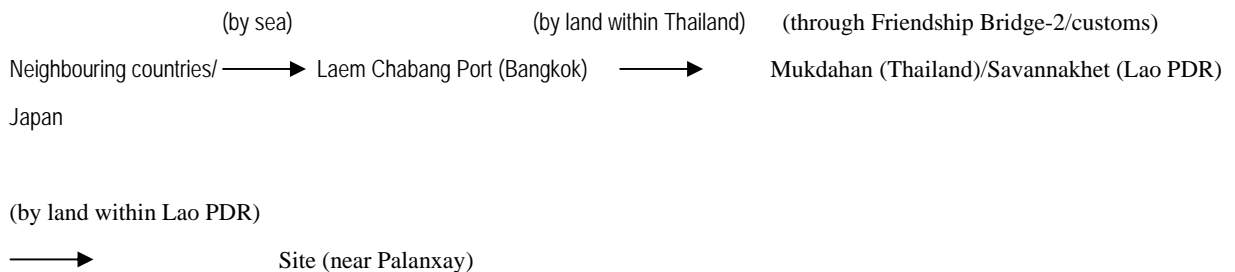 (by sea) (by land within Thailand) (through Friendship Bridge-2/customs)
Neighbouring countries/ Laem Chabang Port (Bangkok) Mukdahan (Thailand)/Savannakhet (Lao PDR)
Japan
(by land within Lao PDR)
Site (near Palanxay)